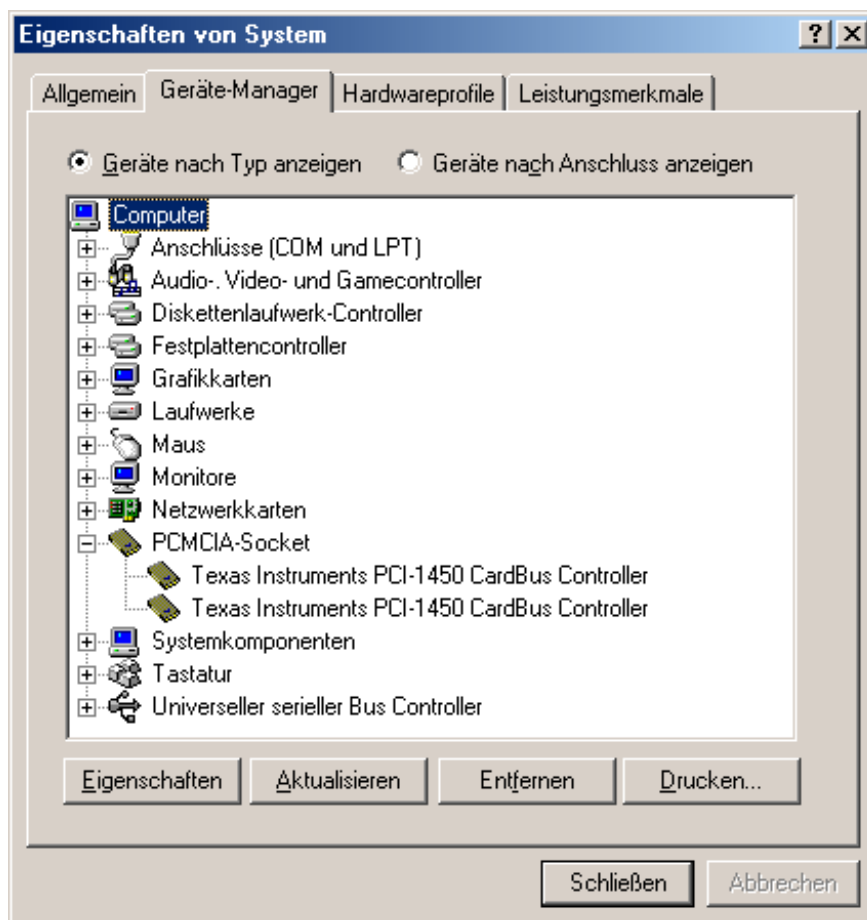 Eigenschaften von System
Allgemein Geräte-Manager Hardwareprofile Leistungsmerkmale
Geräte nach Typ anzeigen Geräte nach Anschluss anzeigen
Computer
Anschlüsse (COM und LPT)
Audio-. Video- und Gamecontroller
Diskettenlaufwerk-Controller
Festplattencontroller
Grafikkarten
Laufwerke
Maus
Monitore
Netzwerkkarten
PCMCIA-Socket
Texas Instruments PCI-1450 CardBus Controller
Texas Instruments PCI-1450 CardBus Controller
Systemkomponenten
Tastatur
Universeller serieller Bus Controller
Eigenschaften Aktualisieren Entfernen Drucken...
Schließen Abbrechen